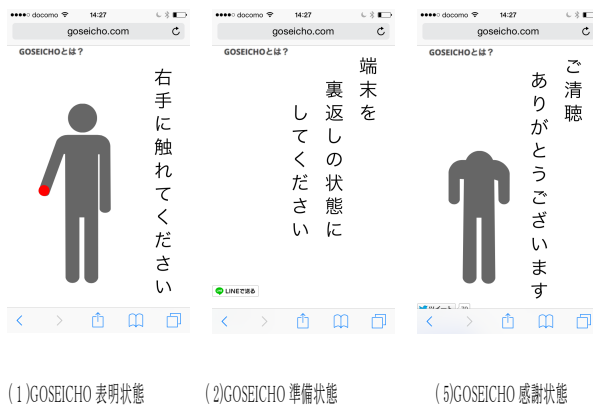 docomo 14:27
goseicho.com
GOSEICHOとは？
右手に触れてください
(1)GOSEICHO 表明状態
docomo 14:27
goseicho.com
GOSEICHOとは？
端末を
裏返しの状態に
してください
LINEで送る
(2)GOSEICHO 準備状態
docomo 14:27
goseicho.com
GOSEICHOとは？
ご清聴
ありがとうございます
ツイート
(5)GOSEICHO 感謝状態